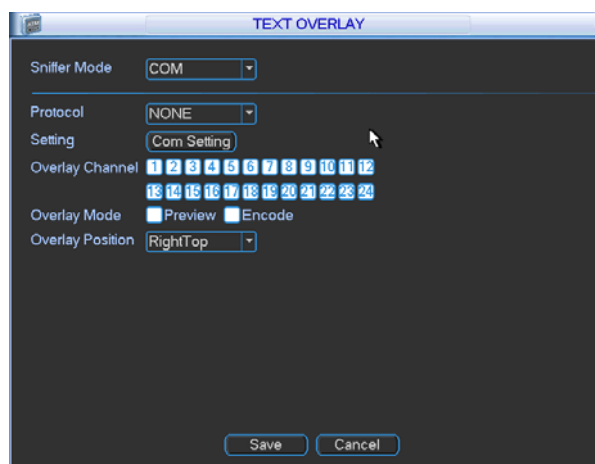 TEXT OVERLAY
Sniffer Mode COM
Protocol NONE
Setting Com Setting
Overlay Channel 1 2 3 4 5 6 7 8 9 10 11 12
13 14 15 16 17 18 19 20 21 22 23 24
Overlay Mode Preview Encode
Overlay Position RightTop
Save Cancel